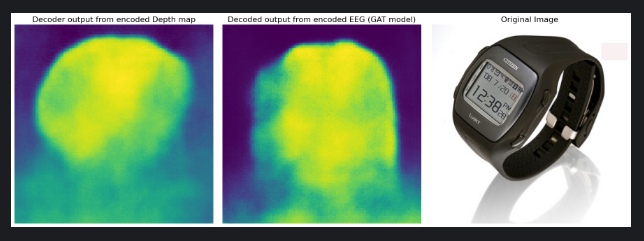 Decoder output from encoded Depth map
Decoded output from encoded EEG (GAT model)
Original Image
CITIZEN
12:38